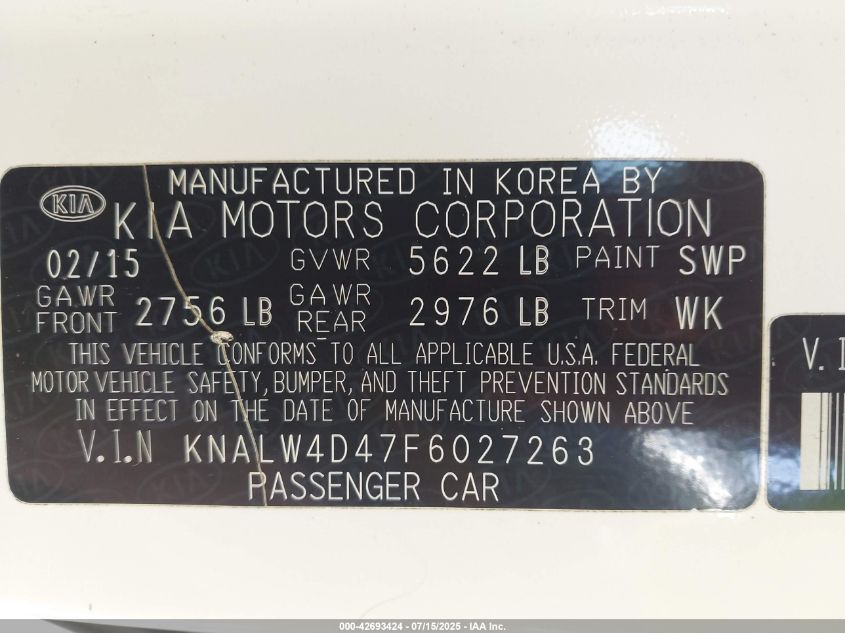 MANUFACTURED IN KOREA BY
KIA KIA MOTORS CORPORATION
02/15 GVWR 5622 LB PAINT SWP
GAWR FRONT 2756 LB GAWR REAR 2976 LB TRIM WK
THIS VEHICLE CONFORMS TO ALL APPLICABLE U.S.A. FEDERAL
MOTOR VEHICLE SAFETY, BUMPER, AND THEFT PREVENTION STANDARDS
IN EFFECT ON THE DATE OF MANUFACTURE SHOWN ABOVE
V.I.N KNALW4D47F6027263
PASSENGER CAR
V. I
000-42693424 - 07/15/2025 - IAA Inc.